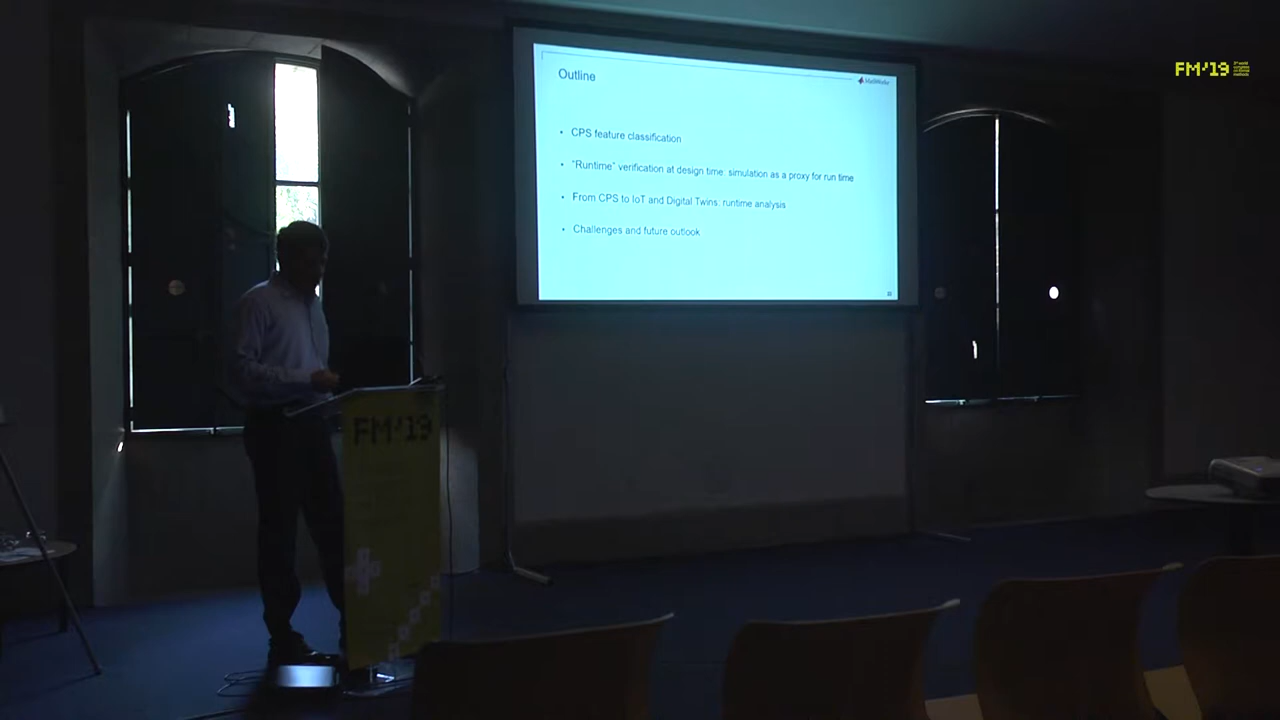 Outline
MathWorks
• CPS feature classification
• "Runtime" verification at design time: simulation as a proxy for run time
• From CPS to IoT and Digital Twins: runtime analysis
• Challenges and future outlook
FM'19
FM'19